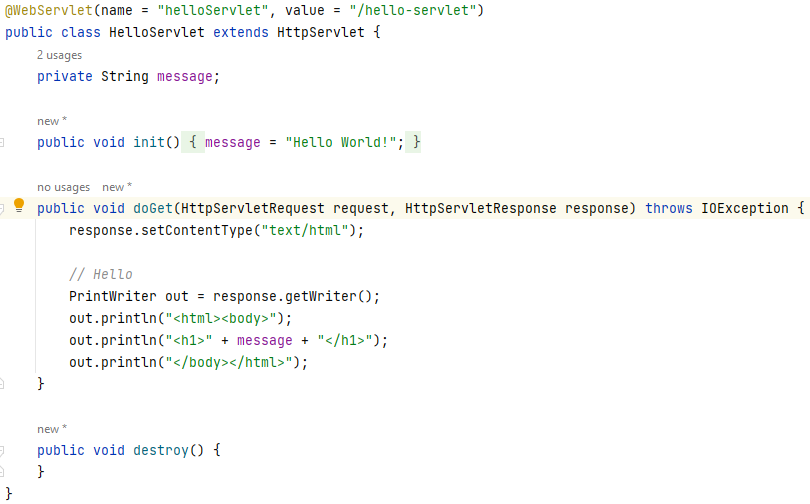 @WebServlet(name = "helloServlet", value = "/hello-servlet")
public class HelloServlet extends HttpServlet {
2 usages
private String message;
new *
public void init() { message = "Hello World!"; }
no usages new *
public void doGet(HttpServletRequest request, HttpServletResponse response) throws IOException {
response.setContentType("text/html");
// Hello
PrintWriter out = response.getWriter();
out.println("<html><body>");
out.println("<h1>" + message + "</h1>");
out.println("</body></html>");
}
new *
public void destroy() {
}
}